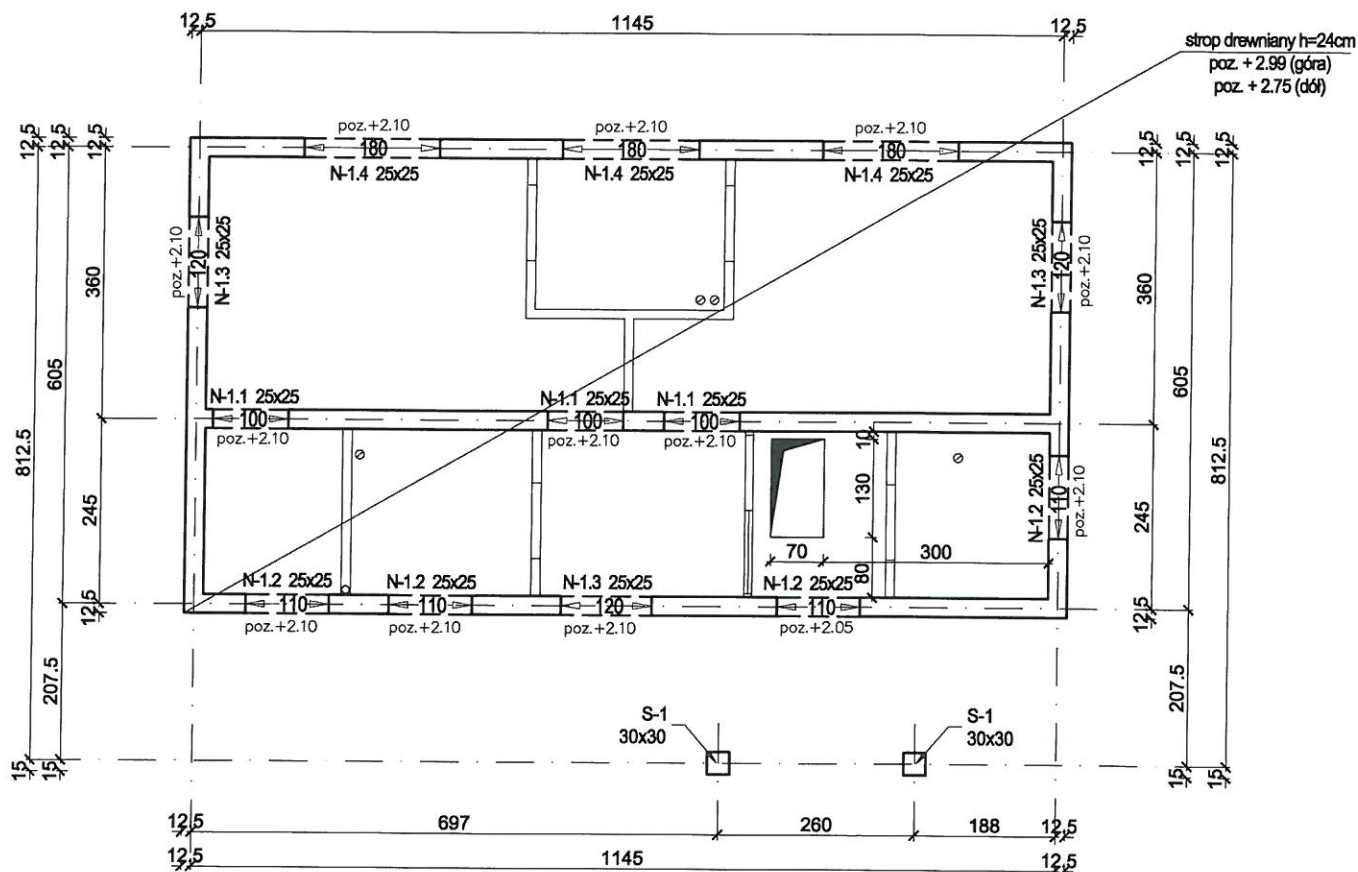 12,5
1145
12,5
strop drewniany h=24cm
poz. + 2.99 (góra)
poz. + 2.75 (dół)
12,5
12,5
12,5
poz.+2.10
poz.+2.10
poz.+2.10
12,5
12,5
12,5
180
180
180
N-1.4 25x25
N-1.4 25x25
N-1.4 25x25
poz.+2.10
120
N-1.3 25x25
N-1.3 25x25
120
poz.+2.10
360
360
605
605
812.5
812.5
N-1.1 25x25
N-1.1 25x25
N-1.1 25x25
100
100
100
poz.+2.10
poz.+2.10
poz.+2.10
10
130
245
245
N-1.2 25x25
110
poz.+2.10
70
300
80
N-1.2 25x25
N-1.2 25x25
N-1.3 25x25
N-1.2 25x25
110
110
120
110
12,5
12,5
poz.+2.10
poz.+2.10
poz.+2.10
poz.+2.05
207.5
207.5
S-1
30x30
S-1
30x30
15
15
15
15
12,5
697
260
188
12,5
12,5
1145
12,5